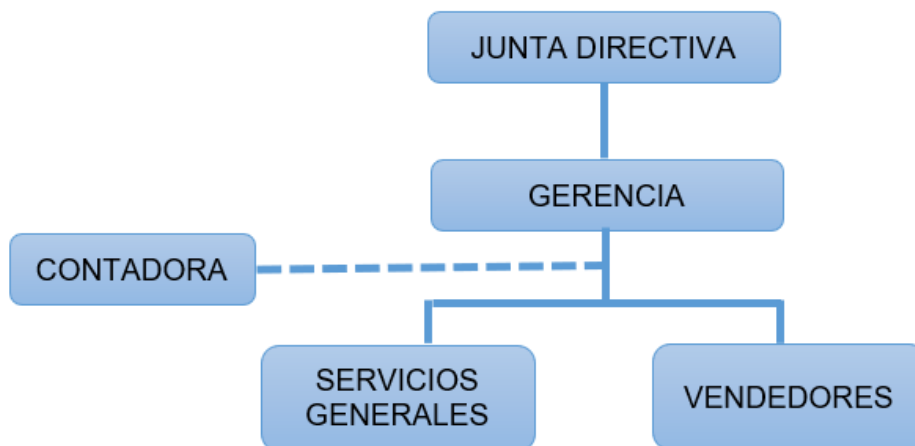 JUNTA DIRECTIVA
GERENCIA
CONTADORA
SERVICIOS
GENERALES
VENDEDORES